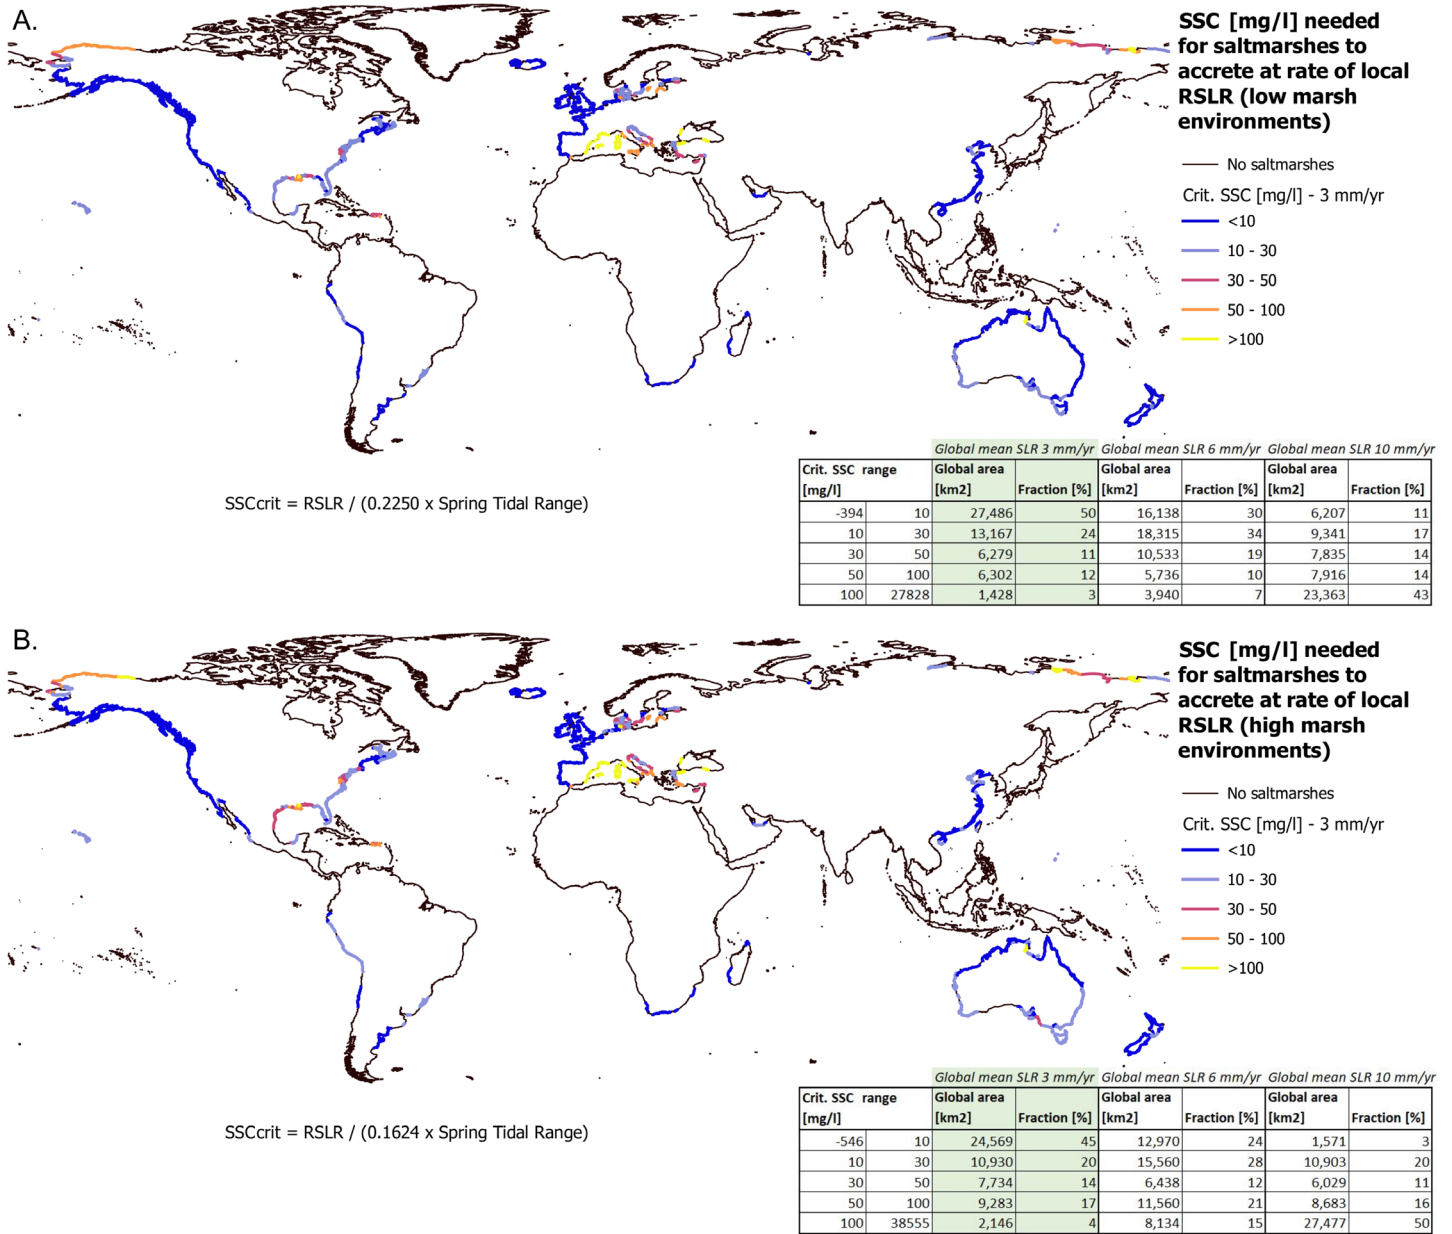 A.
SSC [mg/l] needed
for saltmarshes to
accrete at rate of local
RSLR (low marsh
environments)
No saltmarshes
Crit. SSC [mg/l] - 3 mm/yr
<10
10 - 30
30 - 50
50 - 100
>100
SSCcrit = RSLR / (0.2250 x Spring Tidal Range)
Global mean SLR 3 mm/yr Global mean SLR 6 mm/yr Global mean SLR 10 mm/yr
Crit. SSC range Global area Global area Global area
[mg/l] [km2] Fraction [%] [km2] Fraction [%] [km2] Fraction [%]
-394 10 27,486 50 16,138 30 6,207 11
10 30 13,167 24 18,315 34 9,341 17
30 50 6,279 11 10,533 19 7,835 14
50 100 6,302 12 5,736 10 7,916 14
100 27828 1,428 3 3,940 7 23,363 43
B.
SSC [mg/l] needed
for saltmarshes to
accrete at rate of local
RSLR (high marsh
environments)
No saltmarshes
Crit. SSC [mg/l] - 3 mm/yr
<10
10 - 30
30 - 50
50 - 100
>100
SSCcrit = RSLR / (0.1624 x Spring Tidal Range)
Global mean SLR 3 mm/yr Global mean SLR 6 mm/yr Global mean SLR 10 mm/yr
Crit. SSC range Global area Global area Global area
[mg/l] [km2] Fraction [%] [km2] Fraction [%] [km2] Fraction [%]
-546 10 24,569 45 12,970 24 1,571 3
10 30 10,930 20 15,560 28 10,903 20
30 50 7,734 14 6,438 12 6,029 11
50 100 9,283 17 11,560 21 8,683 16
100 38555 2,146 4 8,134 15 27,477 50